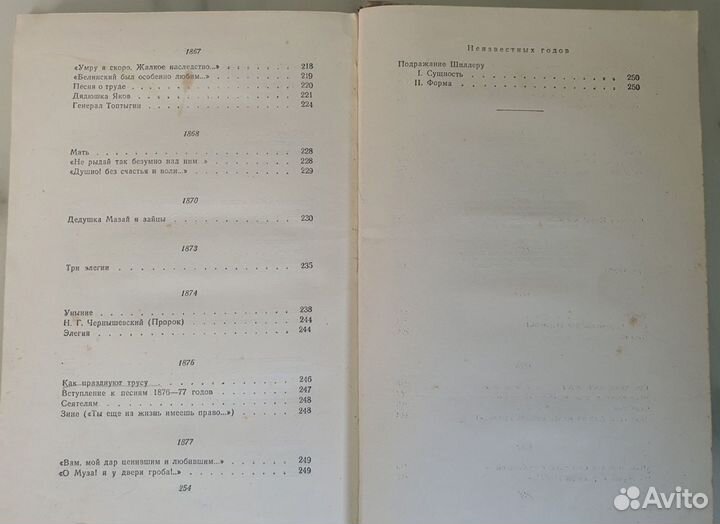 1867
«Умру я скоро. Жалкое наследство...» 218
«Белинский был особенно любим...» 219
Песня о труде 220
Дядюшка Яков 221
Генерал Топтыгин 224
1868
Мать 228
«Не рыдай так безумно над ним.» 228
«Душно! без счастья и воли...» 229
1870
Дедушка Мазай и зайцы 230
1873
Три элегии 235
1874
Уныние 238
Н. Г. Чернышевский (Пророк) 244
Элегия 244
1876
Как празднуют трусу 246
Вступление к песням 1876—77 годов 247
Сеятелям 248
Зине («Ты еще на жизнь имеешь право...») 248
1877
«Вам, мой дар ценившим и любившим...» 249
«О Муза! я у двери гроба!..» 249
254
Неизвестных годов
Подражание Шиллеру
I. Сущность 250
II. Форма 250
Avito